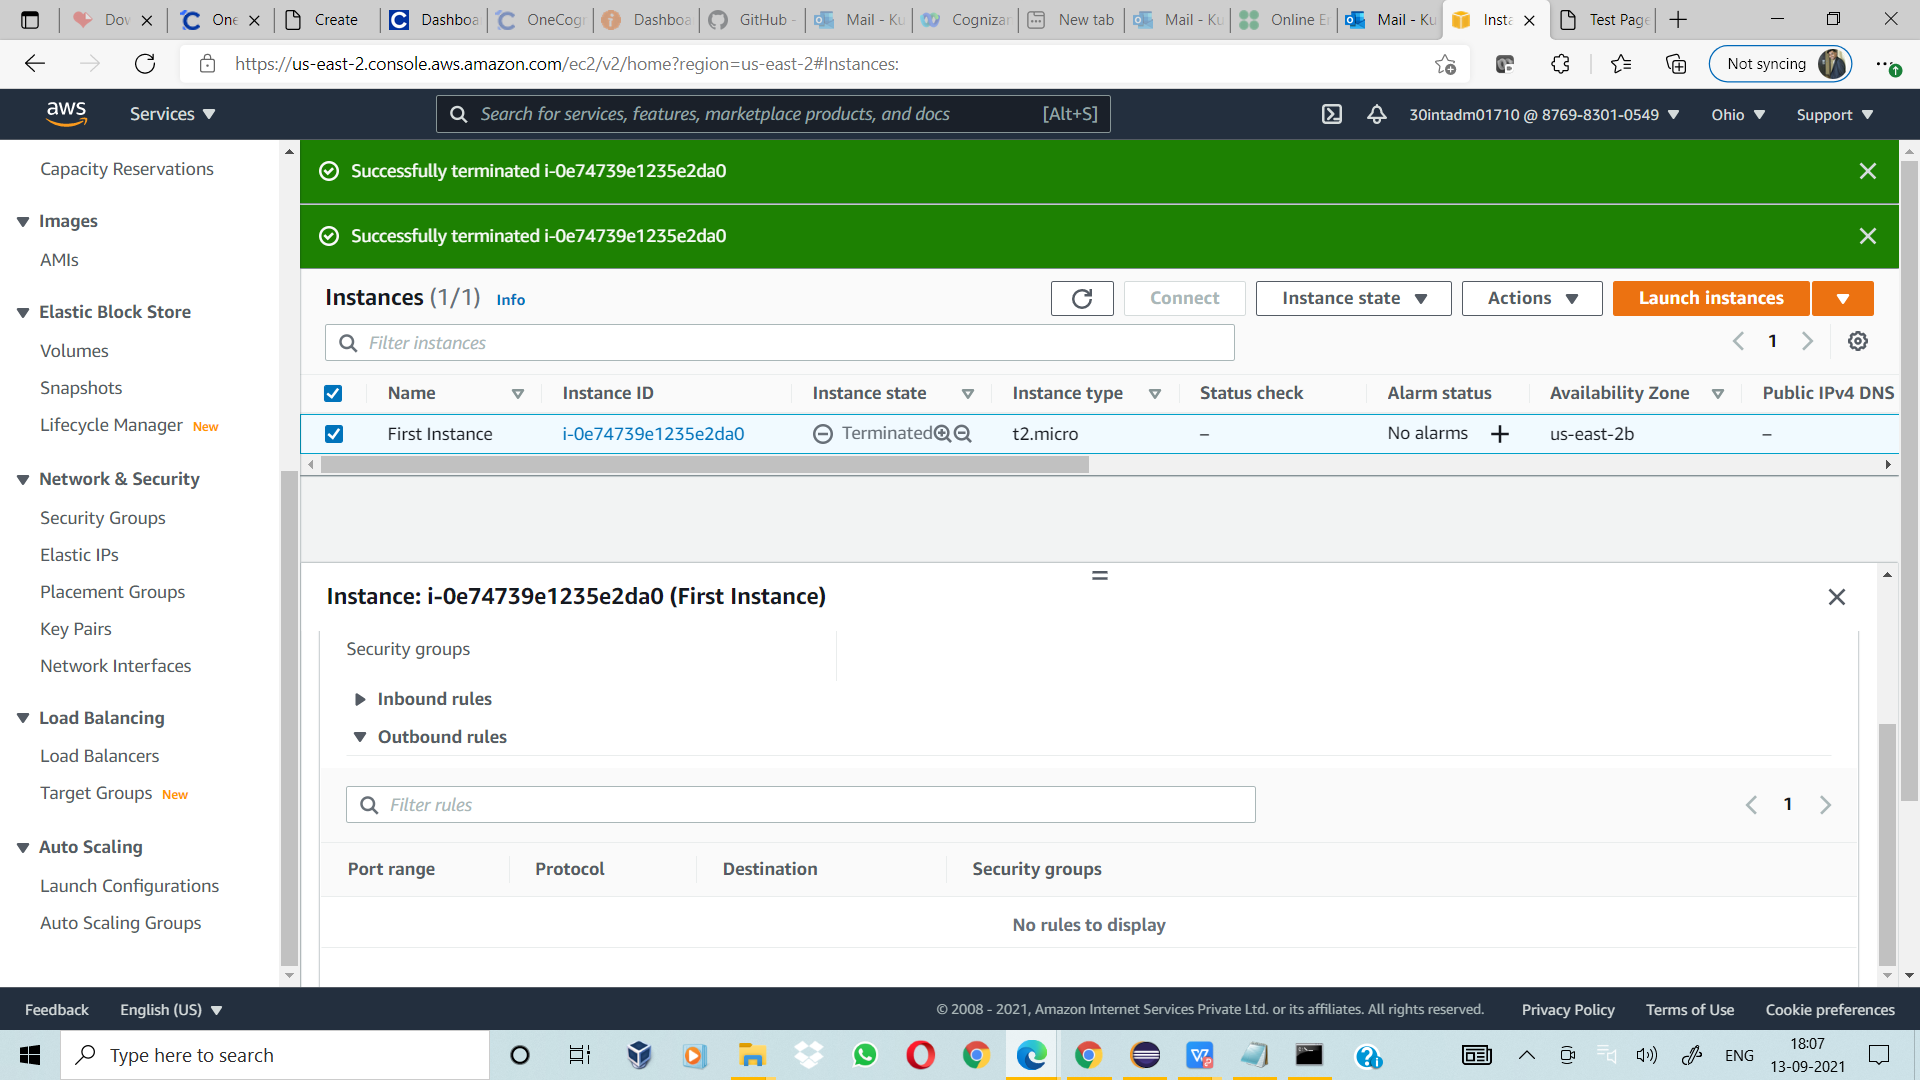 Dov
One
Create
Dashboa
OneCogn
Dashboa
GitHub -
Mail - Ku
Cognizan
New tab
Mail - Ku
Online En
Mail - Ku
Insta
Test Page
https://us-east-2.console.aws.amazon.com/ec2/v2/home?region=us-east-2#Instances:
Not syncing
aws
Services
Search for services, features, marketplace products, and docs
[Alt+S]
30intadm01710 @ 8769-8301-0549
Ohio
Support
Capacity Reservations
Images
AMIs
Elastic Block Store
Volumes
Snapshots
Lifecycle Manager New
Network & Security
Security Groups
Elastic IPs
Placement Groups
Key Pairs
Network Interfaces
Load Balancing
Load Balancers
Target Groups New
Auto Scaling
Launch Configurations
Auto Scaling Groups
Successfully terminated i-0e74739e1235e2da0
Successfully terminated i-0e74739e1235e2da0
Instances (1/1) Info
Connect
Instance state
Actions
Launch instances
Filter instances
1
Name
Instance ID
Instance state
Instance type
Status check
Alarm status
Availability Zone
Public IPv4 DNS
First Instance
i-0e74739e1235e2da0
Terminated
t2.micro
–
No alarms +
us-east-2b
–
Instance: i-0e74739e1235e2da0 (First Instance)
Security groups
Inbound rules
Outbound rules
Filter rules
1
Port range
Protocol
Destination
Security groups
No rules to display
Feedback
English (US)
© 2008 - 2021, Amazon Internet Services Private Ltd. or its affiliates. All rights reserved.
Privacy Policy
Terms of Use
Cookie preferences
Type here to search
ENG
18:07
13-09-2021